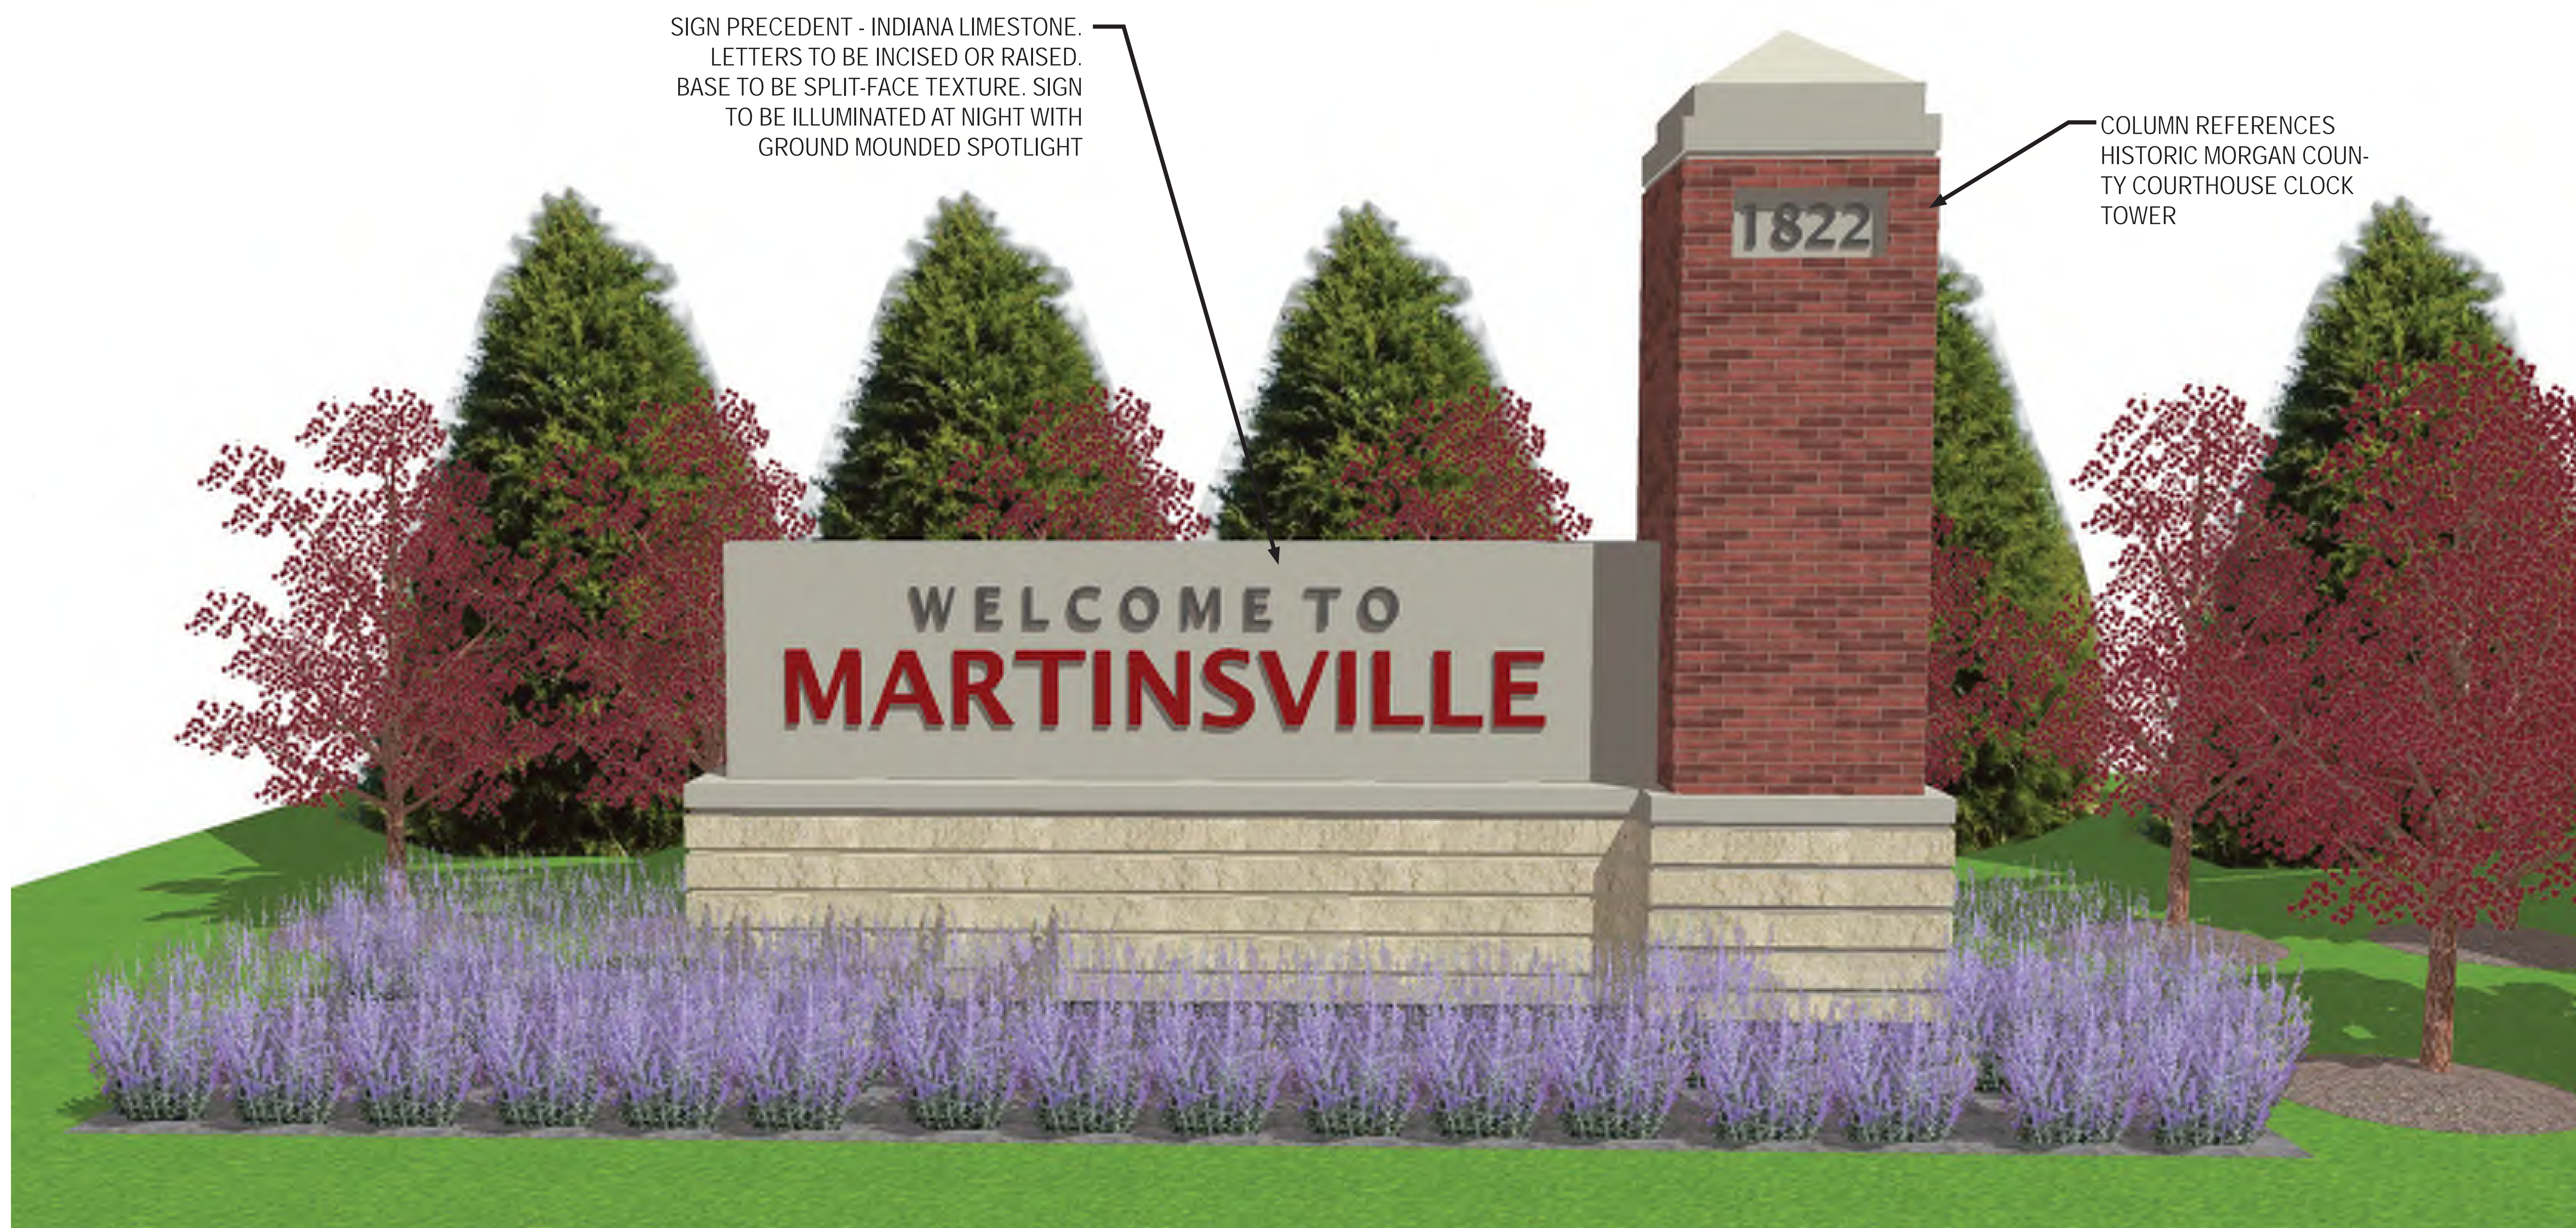 SIGN PRECEDENT - INDIANA LIMESTONE.
LETTERS TO BE INCISED OR RAISED.
BASE TO BE SPLIT-FACE TEXTURE. SIGN
TO BE ILLUMINATED AT NIGHT WITH
GROUND MOUNDED SPOTLIGHT
COLUMN REFERENCES
HISTORIC MORGAN COUN-
TY COURTHOUSE CLOCK
TOWER
1822
WELCOME TO
MARTINSVILLE